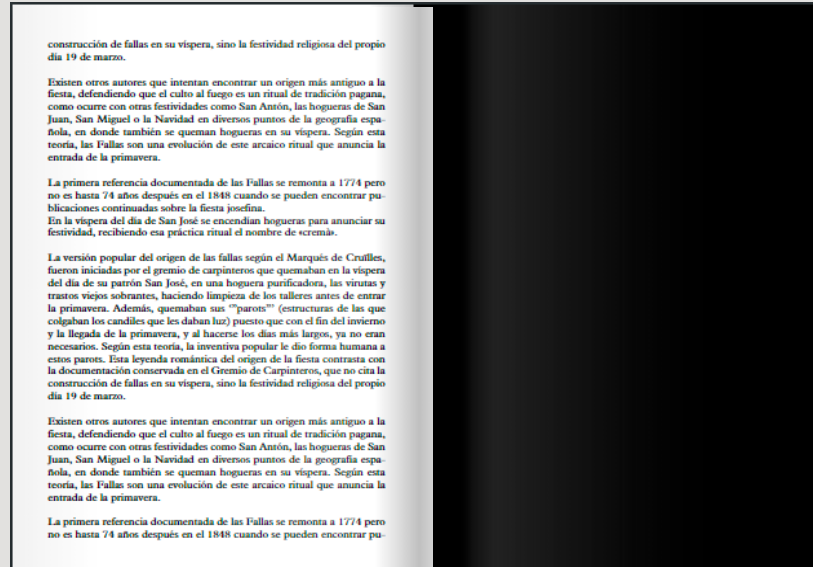 construcción de fallas en su víspera, sino la festividad religiosa del propio
día 19 de marzo.
Existen otros autores que intentan encontrar un origen más antiguo a la
fiesta, defendiendo que el culto al fuego es un ritual de tradición pagana,
como ocurre con otras festividades como San Antón, las hogueras de San
Juan, San Miguel o la Navidad en diversos puntos de la geografía espa-
ñola, en donde también se queman hogueras en su víspera. Según esta
teoría, las Fallas son una evolución de este arcaico ritual que anuncia la
entrada de la primavera.
La primera referencia documentada de las Fallas se remonta a 1774 pero
no es hasta 74 años después en el 1848 cuando se pueden encontrar pu-
blicaciones continuadas sobre la fiesta josefina.
En la víspera del día de San José se encendían hogueras para anunciar su
festividad, recibiendo esa práctica ritual el nombre de «cremà».
La versión popular del origen de las fallas según el Marqués de Cruïlles,
fueron iniciadas por el gremio de carpinteros que quemaban en la víspera
del día de su patrón San José, en una hoguera purificadora, las virutas y
trastos viejos sobrantes, haciendo limpieza de los talleres antes de entrar
la primavera. Además, quemaban sus '"parots"' (estructuras de las que
colgaban los candiles que les daban luz) puesto que con el fin del invierno
y la llegada de la primavera, y al hacerse los días más largos, ya no eran
necesarios. Según esta teoría, la inventiva popular le dio forma humana a
estos parots. Esta leyenda romántica del origen de la fiesta contrasta con
la documentación conservada en el Gremio de Carpinteros, que no cita la
construcción de fallas en su víspera, sino la festividad religiosa del propio
día 19 de marzo.
Existen otros autores que intentan encontrar un origen más antiguo a la
fiesta, defendiendo que el culto al fuego es un ritual de tradición pagana,
como ocurre con otras festividades como San Antón, las hogueras de San
Juan, San Miguel o la Navidad en diversos puntos de la geografía espa-
ñola, en donde también se queman hogueras en su víspera. Según esta
teoría, las Fallas son una evolución de este arcaico ritual que anuncia la
entrada de la primavera.
La primera referencia documentada de las Fallas se remonta a 1774 pero
no es hasta 74 años después en el 1848 cuando se pueden encontrar pu-